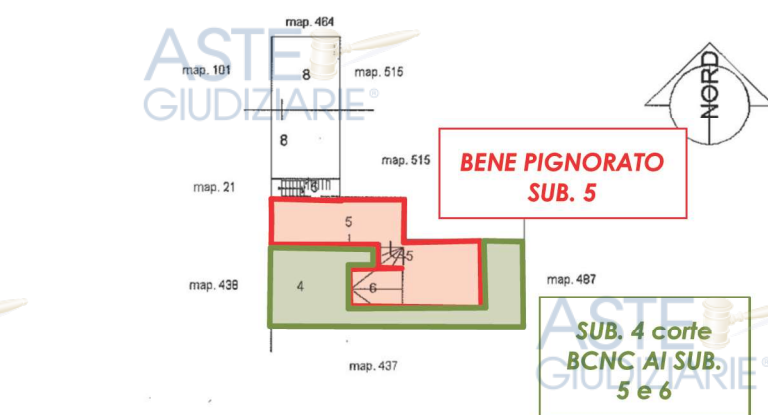 map. 464
ASTE
GIUDIZIARIE®
map. 101
8
map. 515
NORD
8
map. 515
BENE PIGNORATO
SUB. 5
map. 21
6
5
5
map. 438
4
6
map. 487
ASTE
GIUDIZIARIE®
SUB. 4 corte
BCNC AI SUB.
5 e 6
map. 437